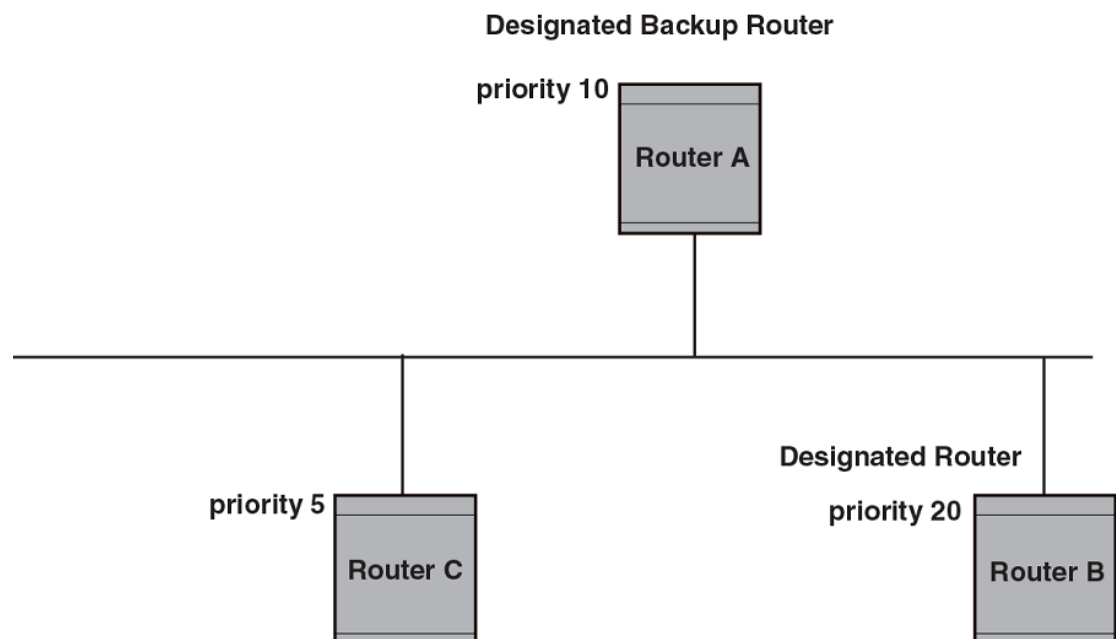 Designated Backup Router
priority 10
Router A
Designated Router
priority 5
priority 20
Router C
Router B